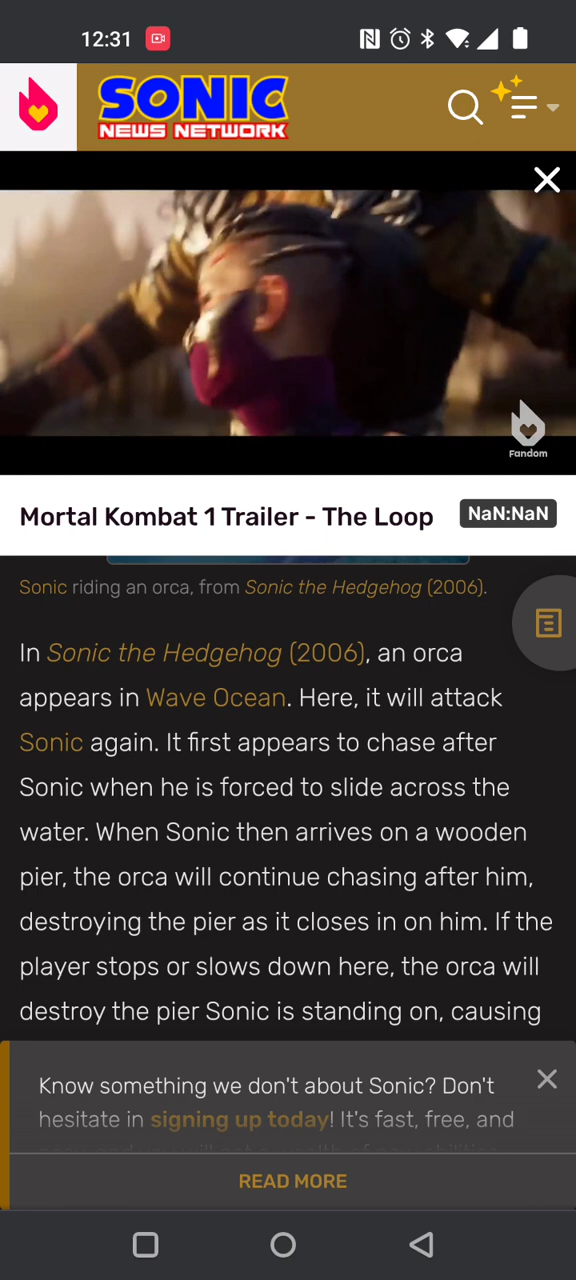 12:31
SONIC
NEWS NETWORK
Fandom
Mortal Kombat 1 Trailer - The Loop
NaN:NaN
Sonic riding an orca, from Sonic the Hedgehog (2006).
In Sonic the Hedgehog (2006), an orca
appears in Wave Ocean. Here, it will attack
Sonic again. It first appears to chase after
Sonic when he is forced to slide across the
water. When Sonic then arrives on a wooden
pier, the orca will continue chasing after him,
destroying the pier as it closes in on him. If the
player stops or slows down here, the orca will
destroy the pier Sonic is standing on, causing
Know something we don't about Sonic? Don't
hesitate in signing up today! It's fast, free, and
READ MORE